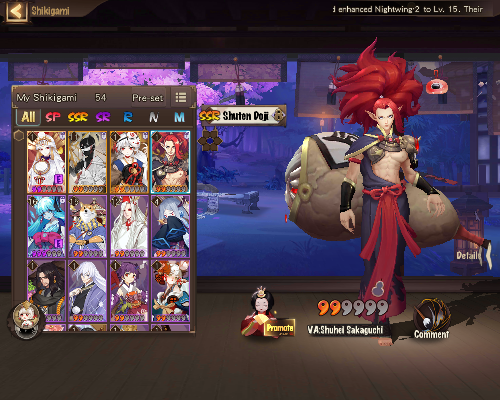 Shikigami
enhanced Nightwing·2 to Lv. 15. Their
My Shikigami 54 Pre-set
All SP SSR SR R N M
SSR Shuten Doji
Details
999999
Promote
VA:Shuhei Sakaguchi
Comment